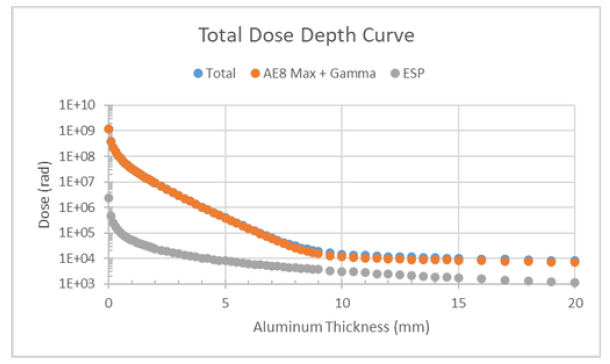 Total Dose Depth Curve
Total AE8 Max + Gamma ESP
1E+10
1E+09
1E+08
1E+07
1E+06
1E+05
1E+04
1E+03
Dose (rad)
0 5 10 15 20
Aluminum Thickness (mm)